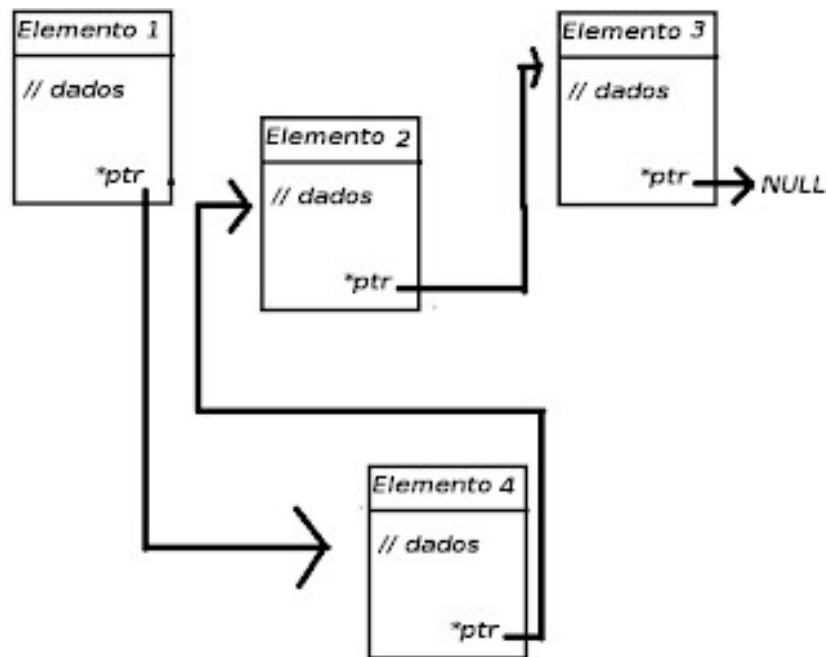 Elemento 1
// dados
*ptr
Elemento 2
// dados
*ptr
Elemento 3
// dados
*ptr
NULL
Elemento 4
// dados
*ptr